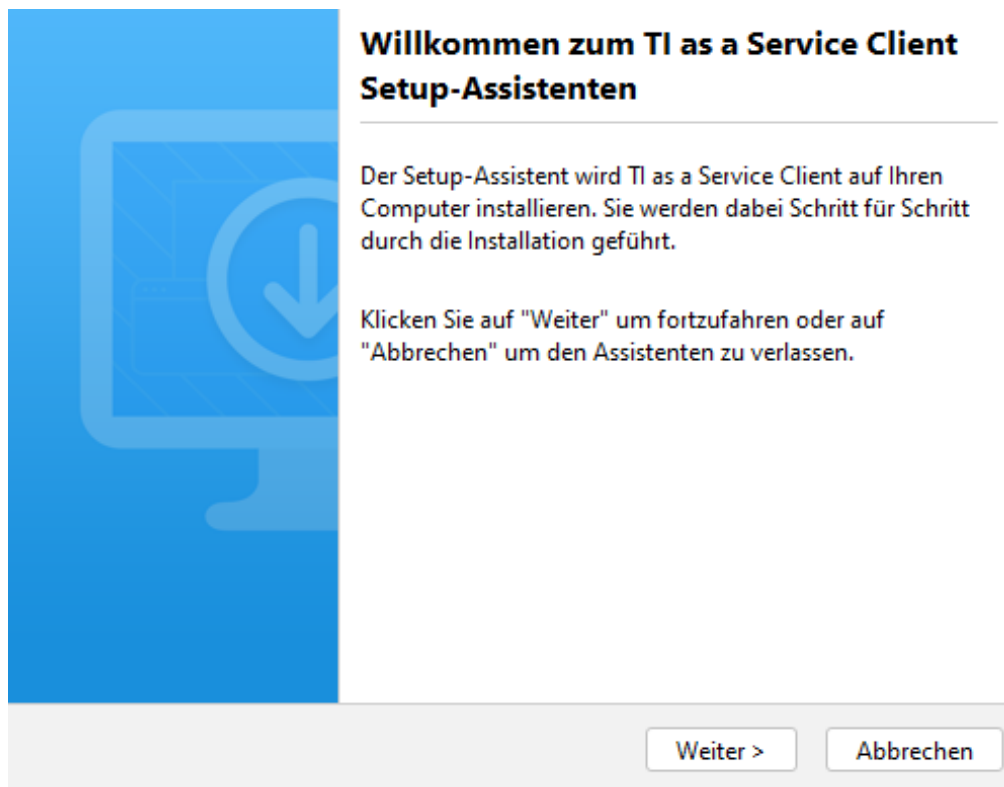 Willkommen zum TI as a Service Client
Setup-Assistenten
Der Setup-Assistent wird TI as a Service Client auf Ihren
Computer installieren. Sie werden dabei Schritt für Schritt
durch die Installation geführt.
Klicken Sie auf "Weiter" um fortzufahren oder auf
"Abbrechen" um den Assistenten zu verlassen.
Weiter >
Abbrechen